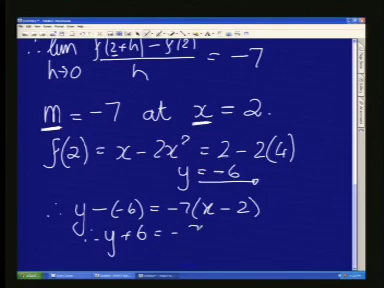 ∴ lim h→0 (f(2+h) − f(2))/h = −7
m = −7 at x = 2.
f(2) = x − 2x² = 2 − 2(4)
y = −6
∴ y − (−6) = −7(x − 2)
∴ y + 6 = −